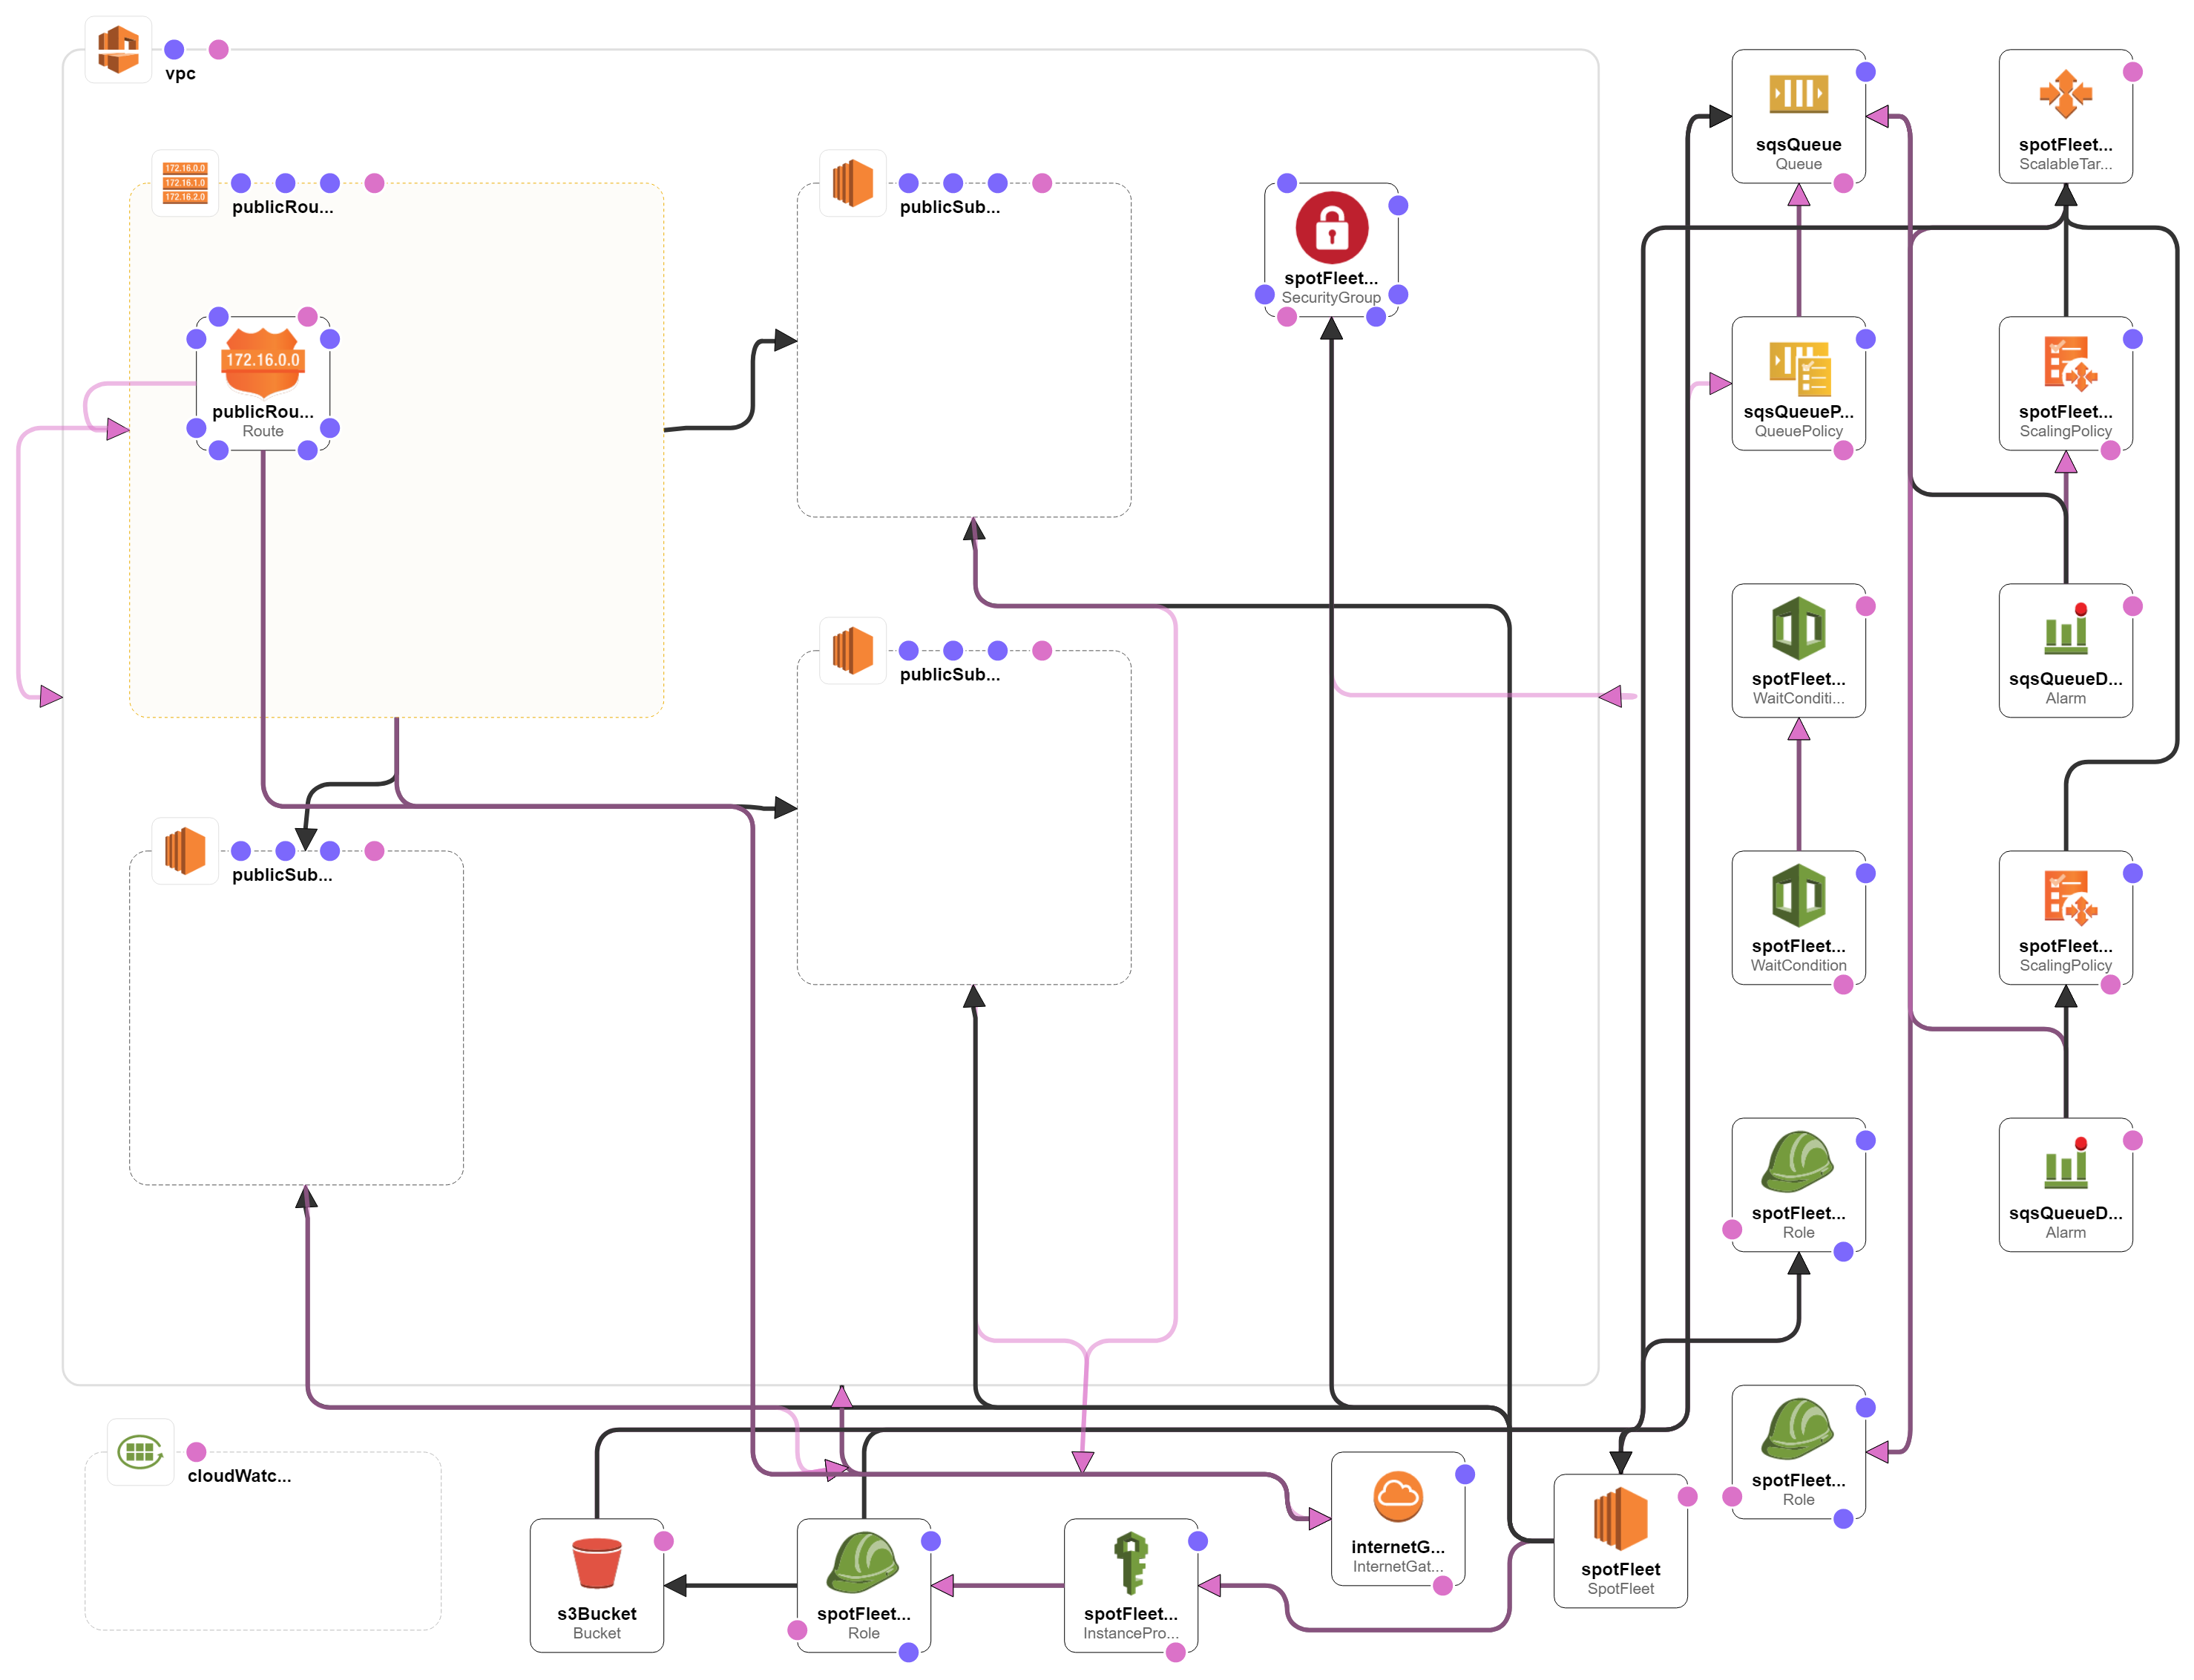 vpc
172.16.0.0
172.16.1.0
172.16.2.0
publicRou...
172.16.0.0
publicRou...
Route
publicSub...
spotFleet...
SecurityGroup
publicSub...
publicSub...
sqsQueue
Queue
spotFleet...
ScalableTar...
sqsQueueP...
QueuePolicy
spotFleet...
ScalingPolicy
spotFleet...
WaitConditi...
sqsQueueD...
Alarm
spotFleet...
WaitCondition
spotFleet...
ScalingPolicy
spotFleet...
Role
sqsQueueD...
Alarm
spotFleet...
Role
cloudWatc...
s3Bucket
Bucket
spotFleet...
Role
spotFleet...
InstancePro...
internetG...
InternetGat...
spotFleet
SpotFleet